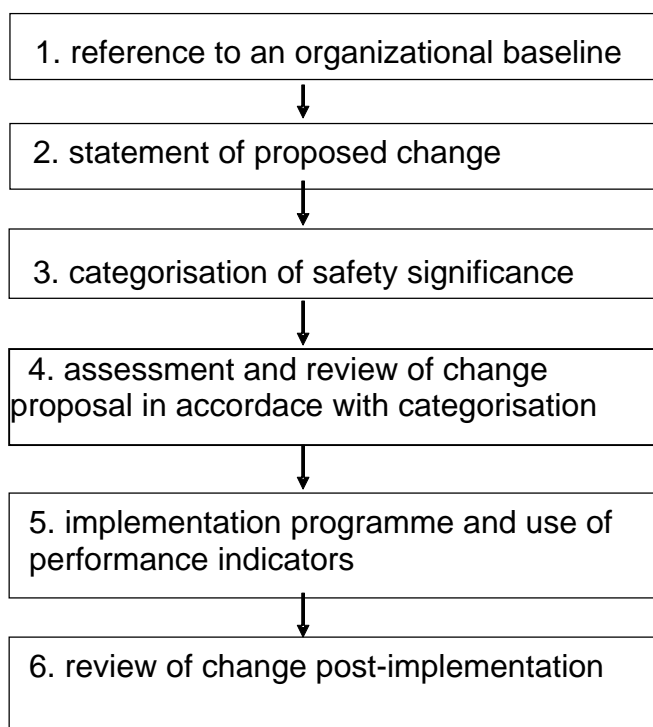 1. reference to an organizational baseline
2. statement of proposed change
3. categorisation of safety significance
4. assessment and review of change
proposal in accordace with categorisation
5. implementation programme and use of
performance indicators
6. review of change post-implementation